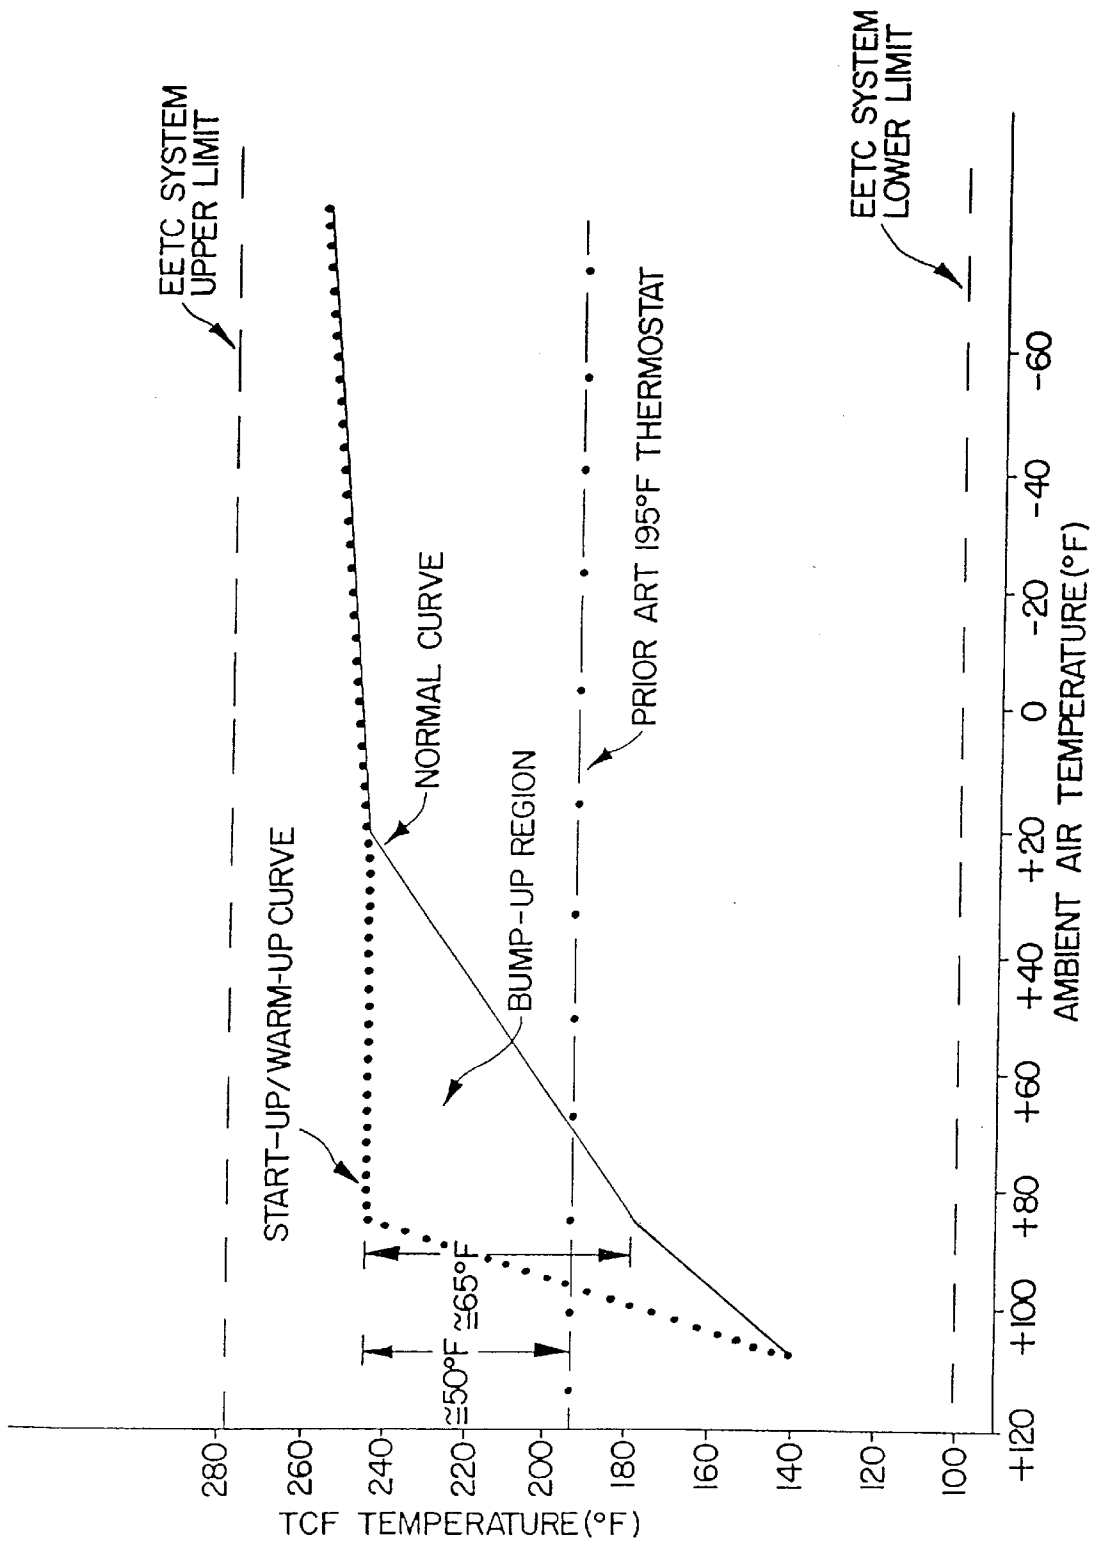 EETC SYSTEM
UPPER LIMIT
START-UP/WARM-UP CURVE
NORMAL CURVE
BUMP-UP REGION
PRIOR ART 195°F THERMOSTAT
EETC SYSTEM
LOWER LIMIT
≅50°F
≅65°F
TCF TEMPERATURE (°F)
280
260
240
220
200
180
160
140
100
+120
+100
+80
+60
+40
+20
0
-20
-40
-60
AMBIENT AIR TEMPERATURE (°F)